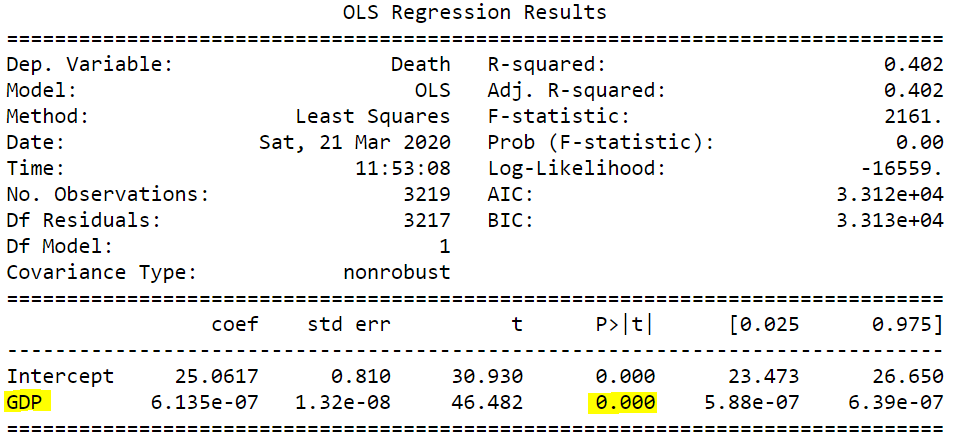 OLS Regression Results
==============================================================================
Dep. Variable: Death R-squared: 0.402
Model: OLS Adj. R-squared: 0.402
Method: Least Squares F-statistic: 2161.
Date: Sat, 21 Mar 2020 Prob (F-statistic): 0.00
Time: 11:53:08 Log-Likelihood: -16559.
No. Observations: 3219 AIC: 3.312e+04
Df Residuals: 3217 BIC: 3.313e+04
Df Model: 1
Covariance Type: nonrobust
==============================================================================
coef std err t P>|t| [0.025 0.975]
------------------------------------------------------------------------------
Intercept 25.0617 0.810 30.930 0.000 23.473 26.650
GDP 6.135e-07 1.32e-08 46.482 0.000 5.88e-07 6.39e-07
==============================================================================